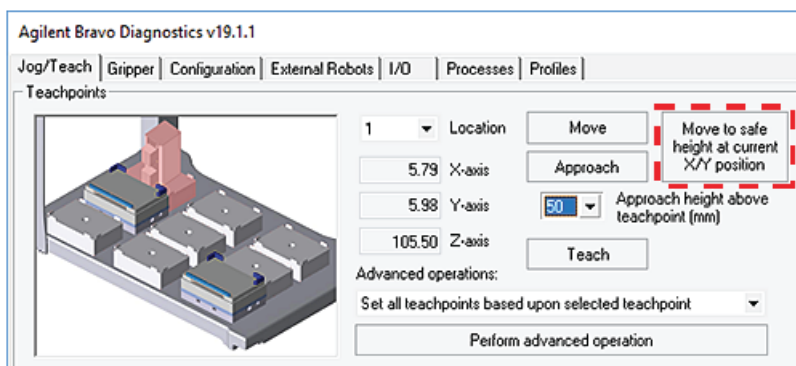 Agilent Bravo Diagnostics v19.1.1
Jog/Teach Gripper Configuration External Robots I/O Processes Profiles
Teachpoints
1 Location
Move
Move to safe
height at current
X/Y position
5.79 X-axis
Approach
5.98 Y-axis
50 Approach height above
teachpoint (mm)
105.50 Z-axis
Teach
Advanced operations:
Set all teachpoints based upon selected teachpoint
Perform advanced operation